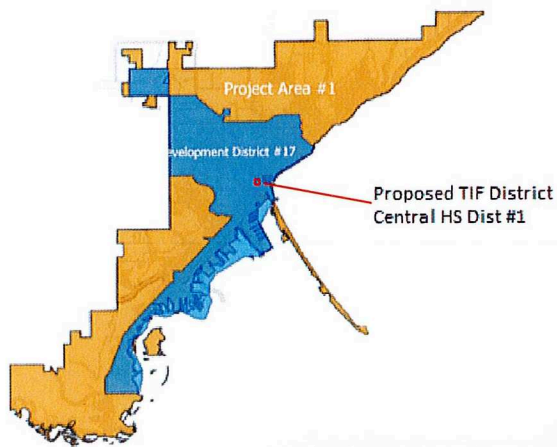 Project Area #1
evelopment District #17
Proposed TIF District
Central HS Dist #1